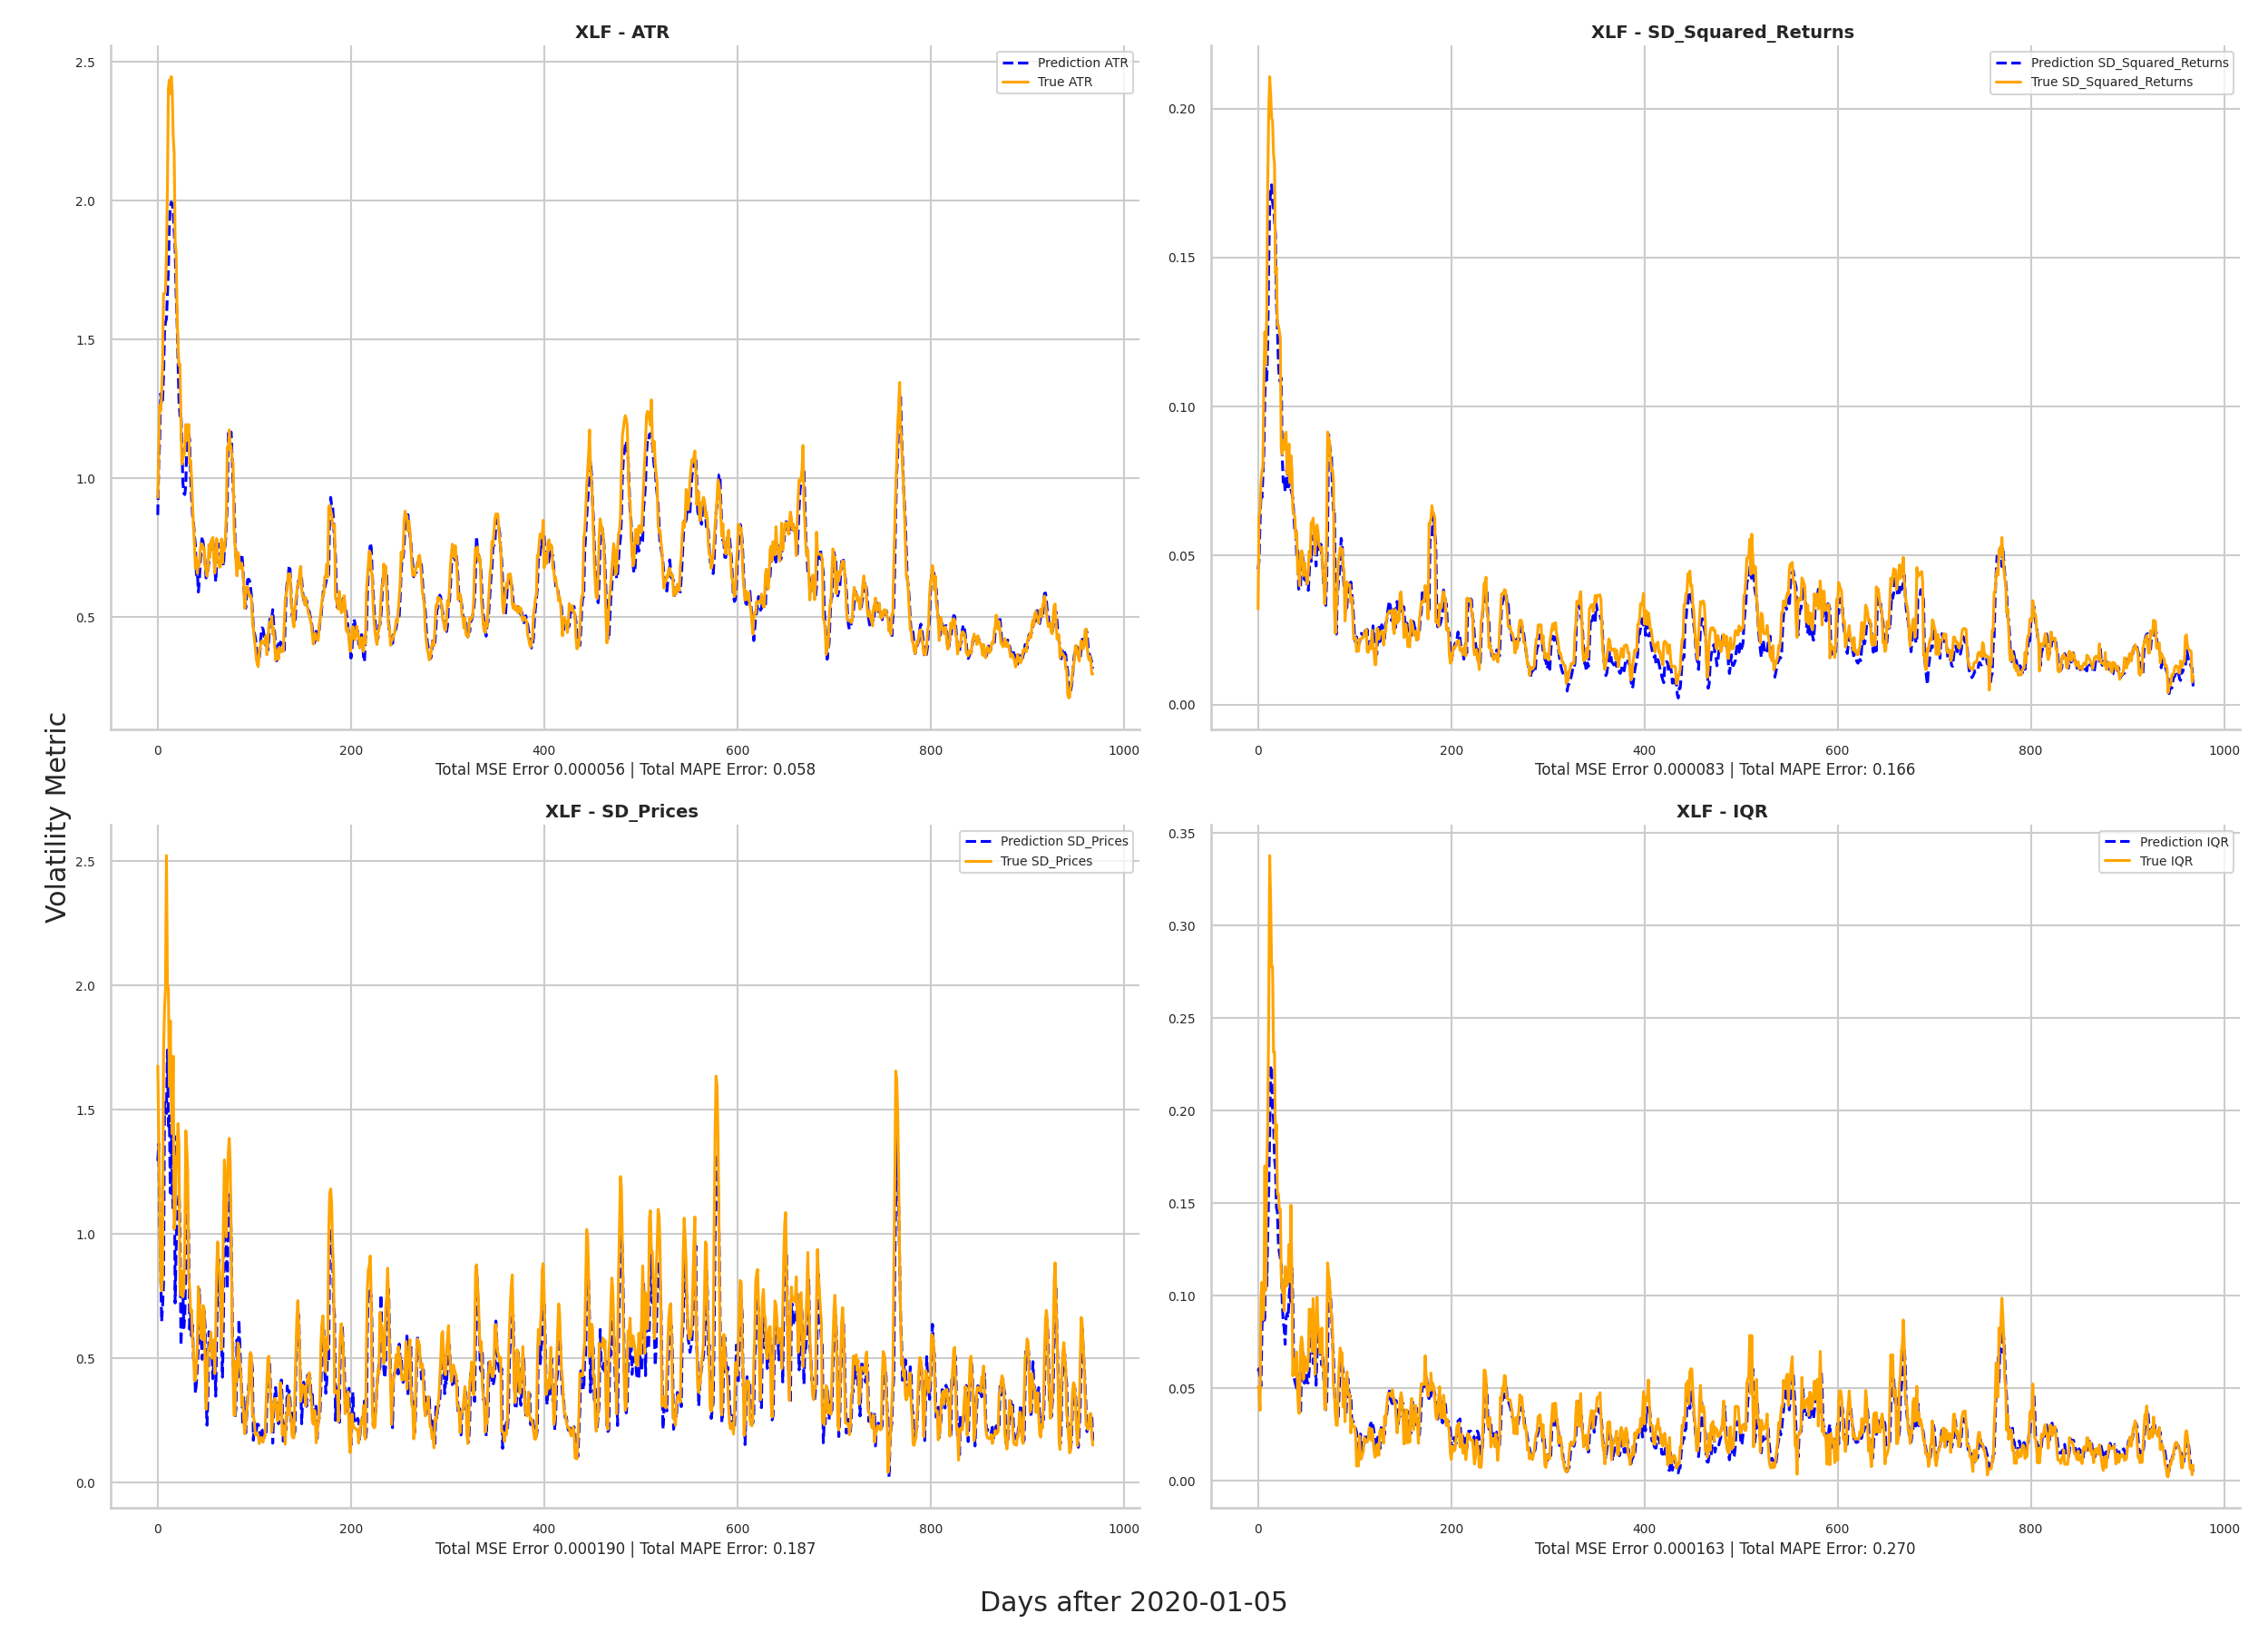 XLF - ATR
2.5
2.0
1.5
1.0
0.5
Prediction ATR
True ATR
0 200 400 600 800 1000
Total MSE Error 0.000056 | Total MAPE Error: 0.058
XLF - SD_Squared_Returns
0.20
0.15
0.10
0.05
0.00
Prediction SD_Squared_Returns
True SD_Squared_Returns
0 200 400 600 800 1000
Total MSE Error 0.000083 | Total MAPE Error: 0.166
Volatility Metric
XLF - SD_Prices
2.5
2.0
1.5
1.0
0.5
0.0
Prediction SD_Prices
True SD_Prices
0 200 400 600 800 1000
Total MSE Error 0.000190 | Total MAPE Error: 0.187
XLF - IQR
0.35
0.30
0.25
0.20
0.15
0.10
0.05
0.00
Prediction IQR
True IQR
0 200 400 600 800 1000
Total MSE Error 0.000163 | Total MAPE Error: 0.270
Days after 2020-01-05